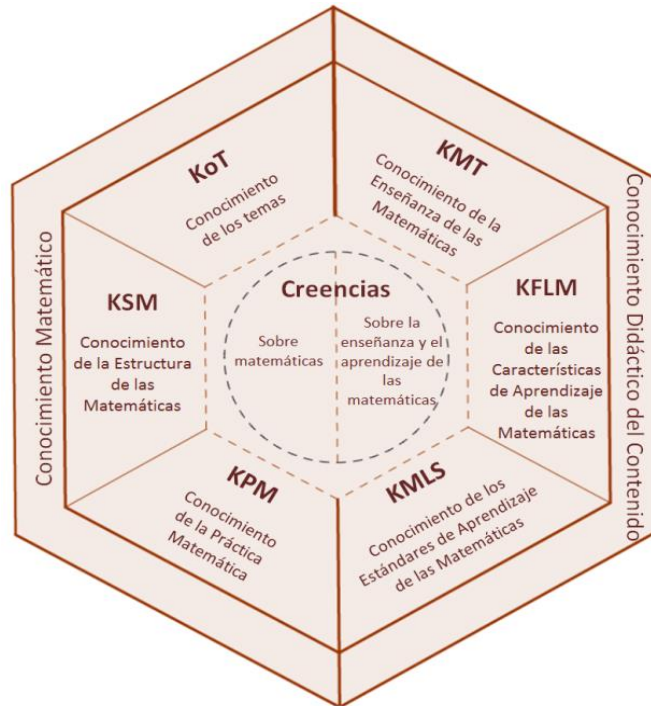 KoT
Conocimiento
de los temas
KMT
Conocimiento de la
Enseñanza de las
Matemáticas
Conocimiento Matemático
KSM
Conocimiento
de la Estructura
de las
Matemáticas
Creencias
Sobre
matemáticas
Sobre la
enseñanza y el
aprendizaje de
las
matemáticas
KFLM
Conocimiento
de las
Características
de Aprendizaje
de las
Matemáticas
Conocimiento Didáctico del Contenido
KPM
Conocimiento
de la Práctica
Matemática
KMLS
Conocimiento de los
Estándares de Aprendizaje
de las Matemáticas